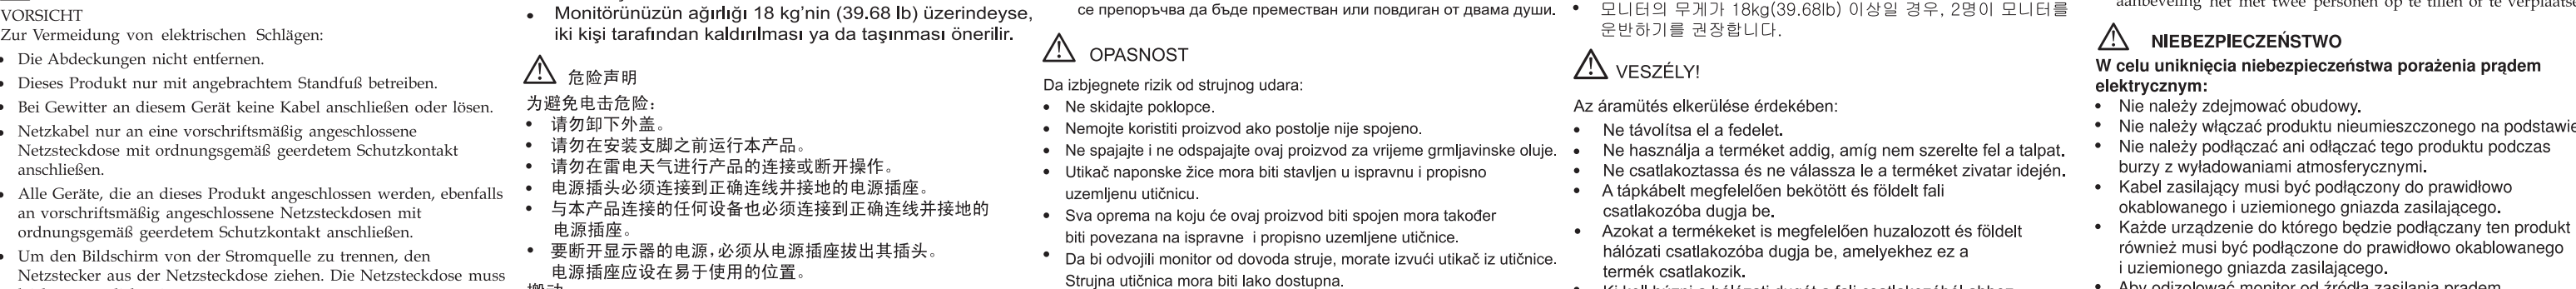 VORSICHT
Zur Vermeidung von elektrischen Schlägen:
• Die Abdeckungen nicht entfernen.
• Dieses Produkt nur mit angebrachtem Standfuß betreiben.
• Bei Gewitter an diesem Gerät keine Kabel anschließen oder lösen.
• Netzkabel nur an eine vorschriftsmäßig angeschlossene
Netzsteckdose mit ordnungsgemäß geerdetem Schutzkontakt
anschließen.
• Alle Geräte, die an dieses Produkt angeschlossen werden, ebenfalls
an vorschriftsmäßig angeschlossene Netzsteckdosen mit
ordnungsgemäß geerdetem Schutzkontakt anschließen.
• Um den Bildschirm von der Stromquelle zu trennen, den
Netzstecker aus der Netzsteckdose ziehen. Die Netzsteckdose muss
• Monitörünüzün ağırlığı 18 kg'nin (39.68 lb) üzerindeyse,
iki kişi tarafından kaldırılması ya da taşınması önerilir.
危险声明
为避免电击危险：
• 请勿卸下外盖。
• 请勿在安装支脚之前运行本产品。
• 请勿在雷电天气进行产品的连接或断开操作。
• 电源插头必须连接到正确连线并接地的电源插座。
• 与本产品连接的任何设备也必须连接到正确连线并接地的
电源插座。
• 要断开显示器的电源，必须从电源插座拔出其插头。
电源插座应设在易于使用的位置。
се препоръчва да бъде преместван или повдиган от двама души.
OPASNOST
Da izbjegnete rizik od strujnog udara:
• Ne skidajte poklopce.
• Nemojte koristiti proizvod ako postolje nije spojeno.
• Ne spajajte i ne odspajajte ovaj proizvod za vrijeme grmljavinske oluje.
• Utikač naponske žice mora biti stavljen u ispravnu i propisno
uzemljenu utičnicu.
• Sva oprema na koju će ovaj proizvod biti spojen mora također
biti povezana na ispravne i propisno uzemljene utičnice.
• Da bi odvojili monitor od dovoda struje, morate izvući utikač iz utičnice.
Strujna utičnica mora biti lako dostupna.
• 모니터의 무게가 18kg(39.68lb) 이상일 경우, 2명이 모니터를
운반하기를 권장합니다.
VESZÉLY!
Az áramütés elkerülése érdekében:
• Ne távolítsa el a fedelet.
• Ne használja a terméket addig, amíg nem szerelte fel a talpat.
• Ne csatlakoztassa és ne válassza le a terméket zivatar idején.
• A tápkábelt megfelelően bekötött és földelt fali
csatlakozóba dugja be.
• Azokat a termékeket is megfelelően huzalozott és földelt
hálózati csatlakozóba dugja be, amelyekhez ez a
termék csatlakozik.
• Ki kell húzni a hálózati dugót a fali csatlakozóból ahhoz
aanbeveling het met twee personen op te tillen of te verplaatse
NIEBEZPIECZEŃSTWO
W celu uniknięcia niebezpieczeństwa porażenia prądem
elektrycznym:
• Nie należy zdejmować obudowy.
• Nie należy włączać produktu nieumieszczonego na podstawie
• Nie należy podłączać ani odłączać tego produktu podczas
burzy z wyładowaniami atmosferycznymi.
• Kabel zasilający musi być podłączony do prawidłowo
okablowanego i uziemionego gniazda zasilającego.
• Każde urządzenie do którego będzie podłączany ten produkt
również musi być podłączone do prawidłowo okablowanego
i uziemionego gniazda zasilającego.
• Aby odizolować monitor od źródła zasilania prądem